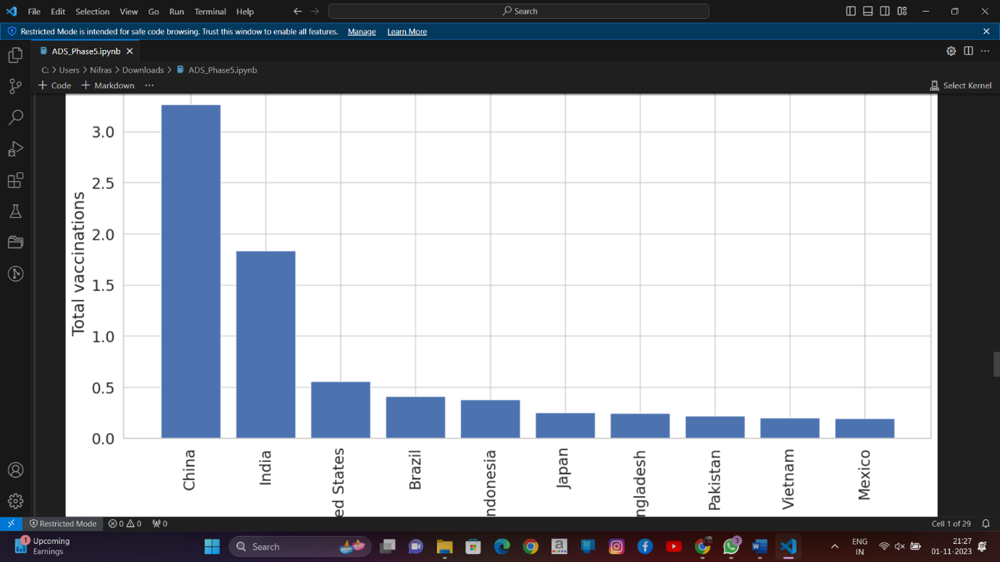 File Edit Selection View Go Run Terminal Help
Search
Restricted Mode is intended for safe code browsing. Trust this window to enable all features. Manage Learn More
ADS_Phase5.ipynb
C: > Users > Nifras > Downloads > ADS_Phase5.ipynb
+ Code + Markdown ...
Select Kernel
Total vaccinations
3.0
2.5
2.0
1.5
1.0
0.5
0.0
China
India
ed States
Brazil
ndonesia
Japan
ngladesh
Pakistan
Vietnam
Mexico
Restricted Mode 0 0 0
Cell 1 of 29
1
Upcoming
Earnings
Search
a
3
ENG
IN
21:27
01-11-2023